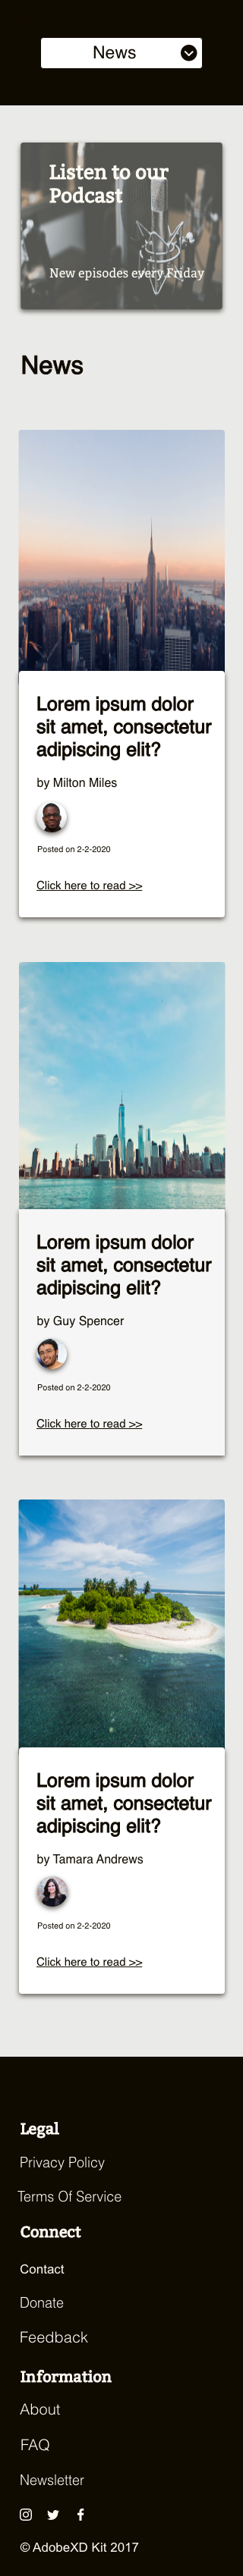 News
Listen to our
Podcast
New episodes every Friday
News
Lorem ipsum dolor
sit amet, consectetur
adipiscing elit?
by Milton Miles
Posted on 2-2-2020
Click here to read >>
Lorem ipsum dolor
sit amet, consectetur
adipiscing elit?
by Guy Spencer
Posted on 2-2-2020
Click here to read >>
Lorem ipsum dolor
sit amet, consectetur
adipiscing elit?
by Tamara Andrews
Posted on 2-2-2020
Click here to read >>
Legal
Privacy Policy
Terms Of Service
Connect
Contact
Donate
Feedback
Information
About
FAQ
Newsletter
© AdobeXD Kit 2017